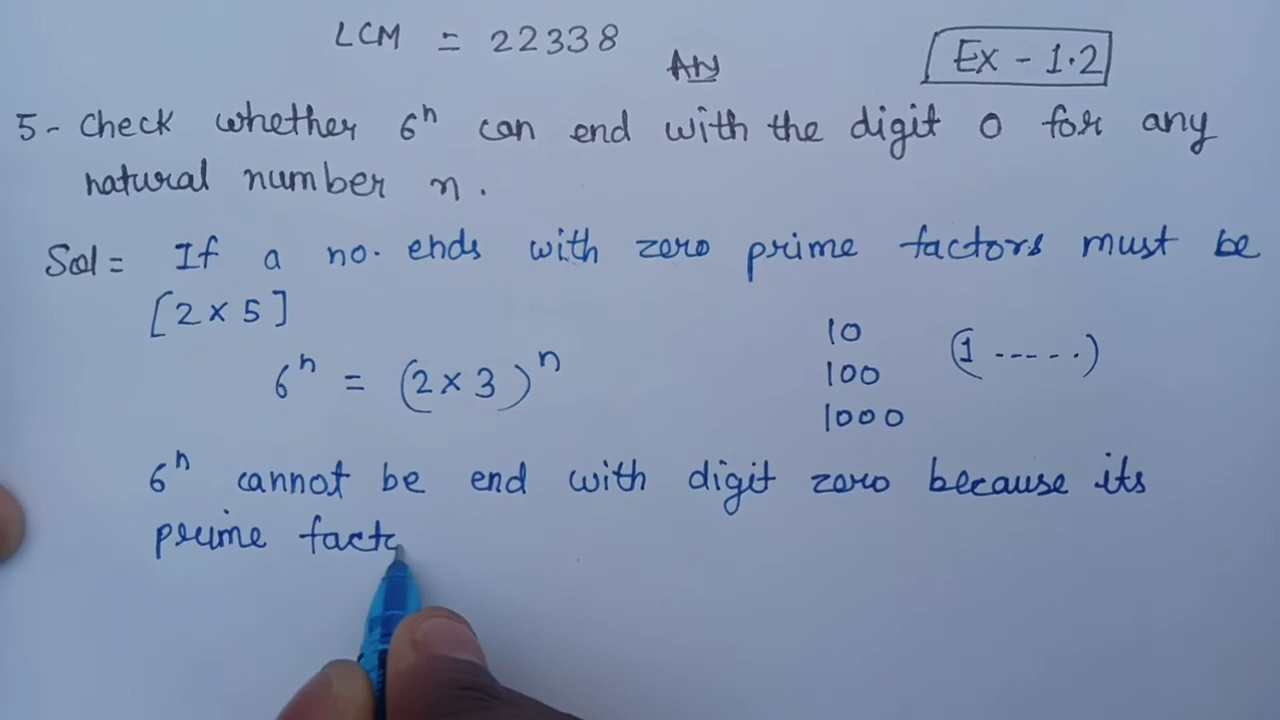 LCM = 22338
Ans
Ex - 1.2
5- Check whether 6ⁿ can end with the digit 0 for any
natural number n.
Sol = If a no. ends with zero prime factors must be
[2 × 5]
6ⁿ = (2 × 3)ⁿ
10
100
1000
(1 ------)
6ⁿ cannot be end with digit zero because its
prime facto